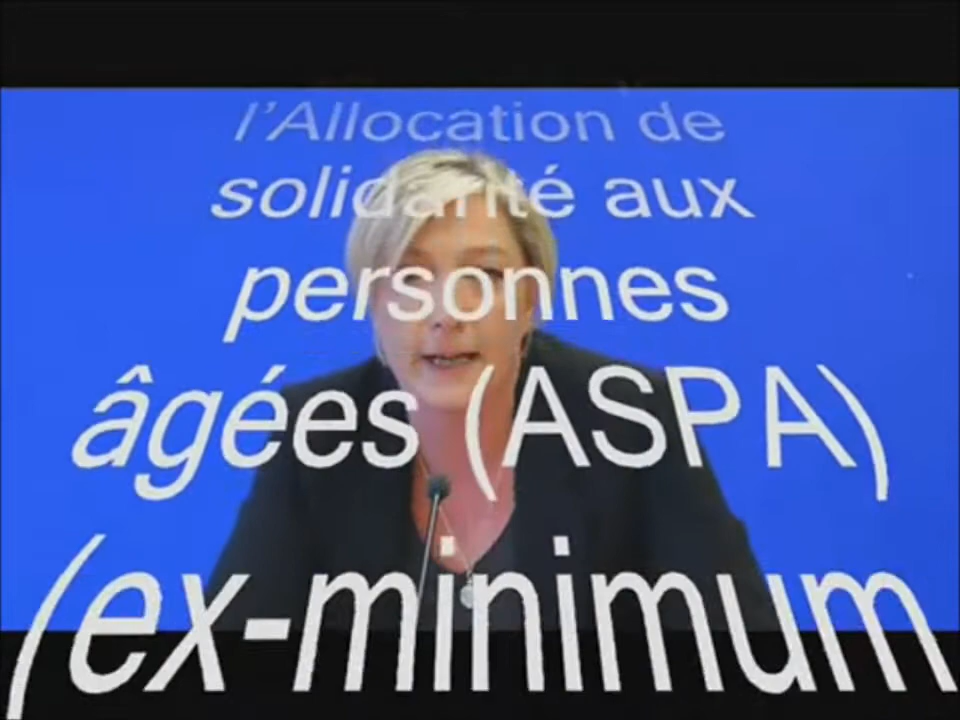 l’Allocation de
solidarité aux
personnes
âgées (ASPA)
(ex-minimum